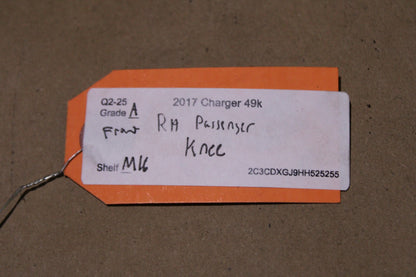 Q2-25 2017 Charger 49k
Grade A
Front RH Passenger
Knee
Shelf M16
2C3CDXGJ9HH525255